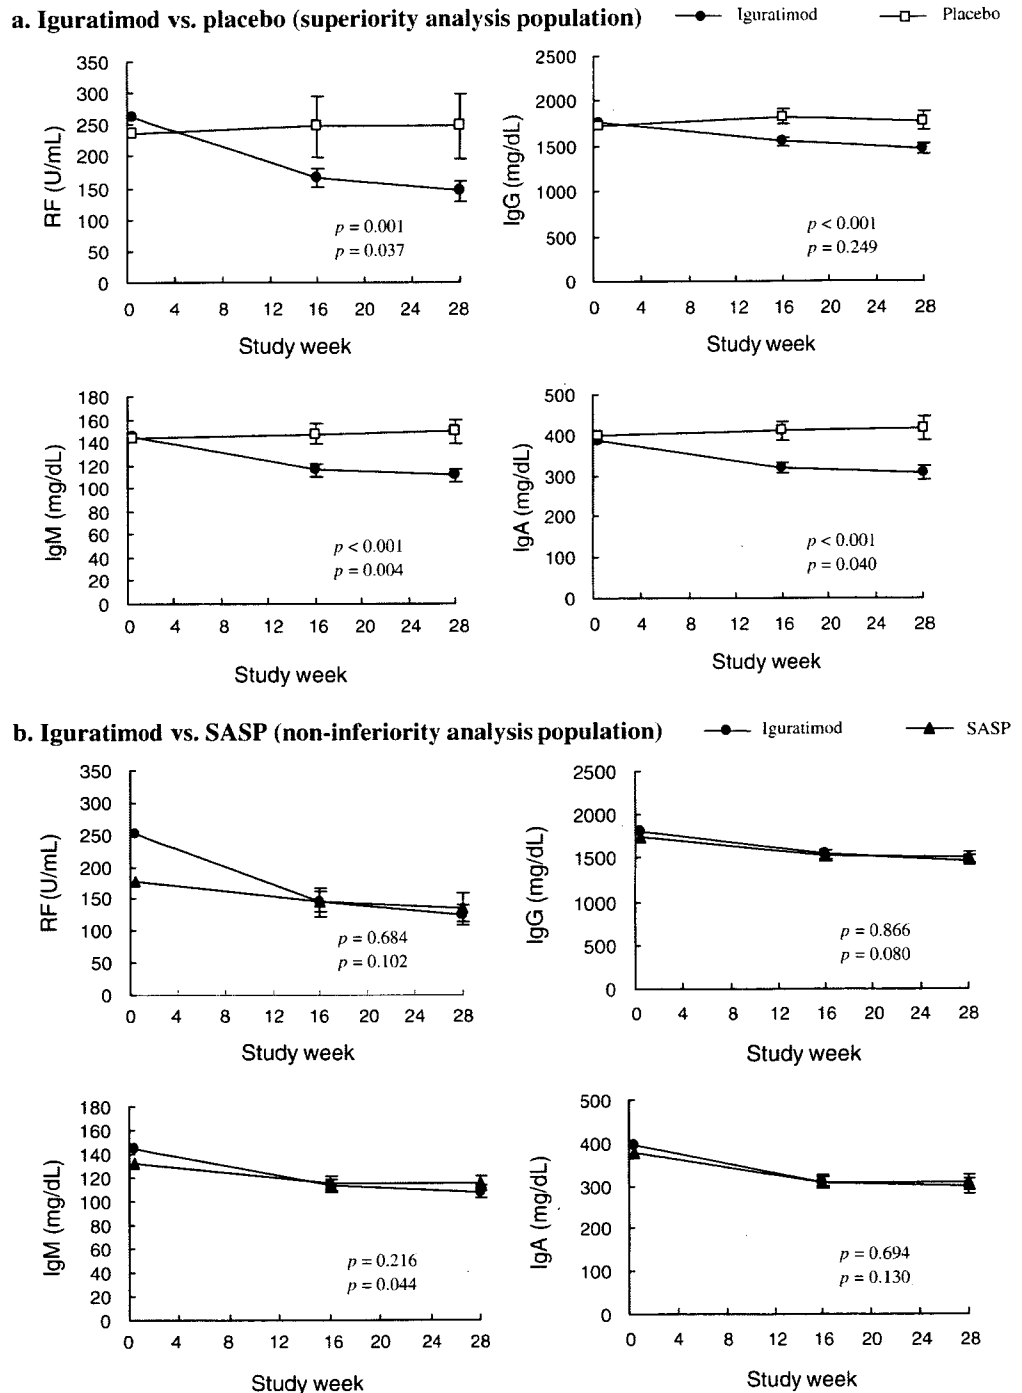 a. Iguratimod vs. placebo (superiority analysis population) Iguratimod Placebo
RF (U/mL)
350
300
250
200
150
100
50
0
p = 0.001
p = 0.037
0 4 8 12 16 20 24 28
Study week
IgG (mg/dL)
2500
2000
1500
1000
500
0
p < 0.001
p = 0.249
0 4 8 12 16 20 24 28
Study week
IgM (mg/dL)
180
160
140
120
100
80
60
40
20
0
p < 0.001
p = 0.004
0 4 8 12 16 20 24 28
Study week
IgA (mg/dL)
500
400
300
200
100
0
p < 0.001
p = 0.040
0 4 8 12 16 20 24 28
Study week
b. Iguratimod vs. SASP (non-inferiority analysis population) Iguratimod SASP
RF (U/mL)
350
300
250
200
150
100
50
0
p = 0.684
p = 0.102
0 4 8 12 16 20 24 28
Study week
IgG (mg/dL)
2500
2000
1500
1000
500
0
p = 0.866
p = 0.080
0 4 8 12 16 20 24 28
Study week
IgM (mg/dL)
180
160
140
120
100
80
60
40
20
0
p = 0.216
p = 0.044
0 4 8 12 16 20 24 28
Study week
IgA (mg/dL)
500
400
300
200
100
0
p = 0.694
p = 0.130
0 4 8 12 16 20 24 28
Study week